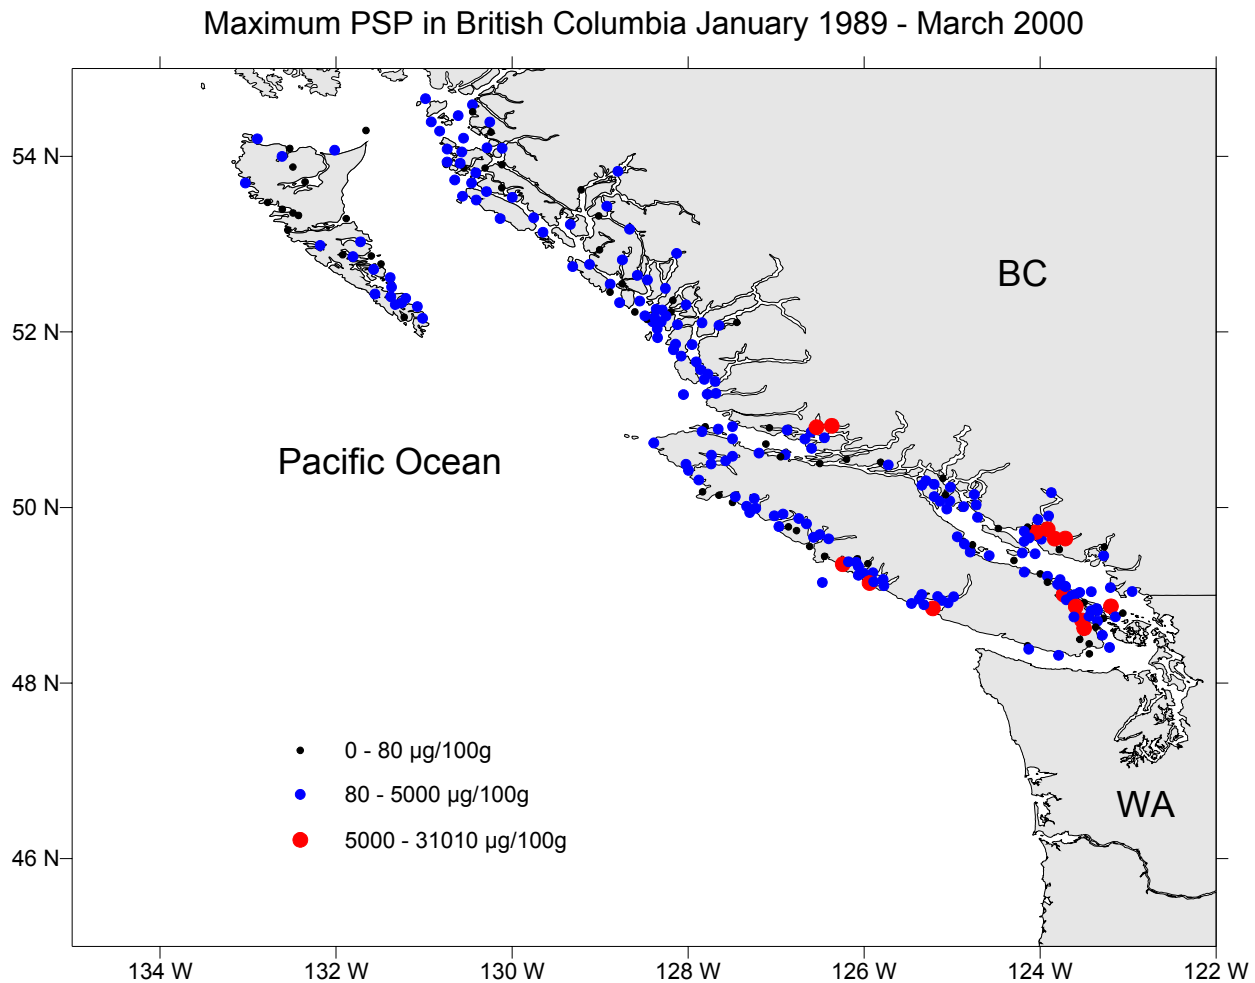 Maximum PSP in British Columbia January 1989 - March 2000
54 N
BC
52 N
Pacific Ocean
50 N
48 N
0 - 80 µg/100g
80 - 5000 µg/100g
WA
5000 - 31010 µg/100g
46 N
134 W 132 W 130 W 128 W 126 W 124 W 122 W